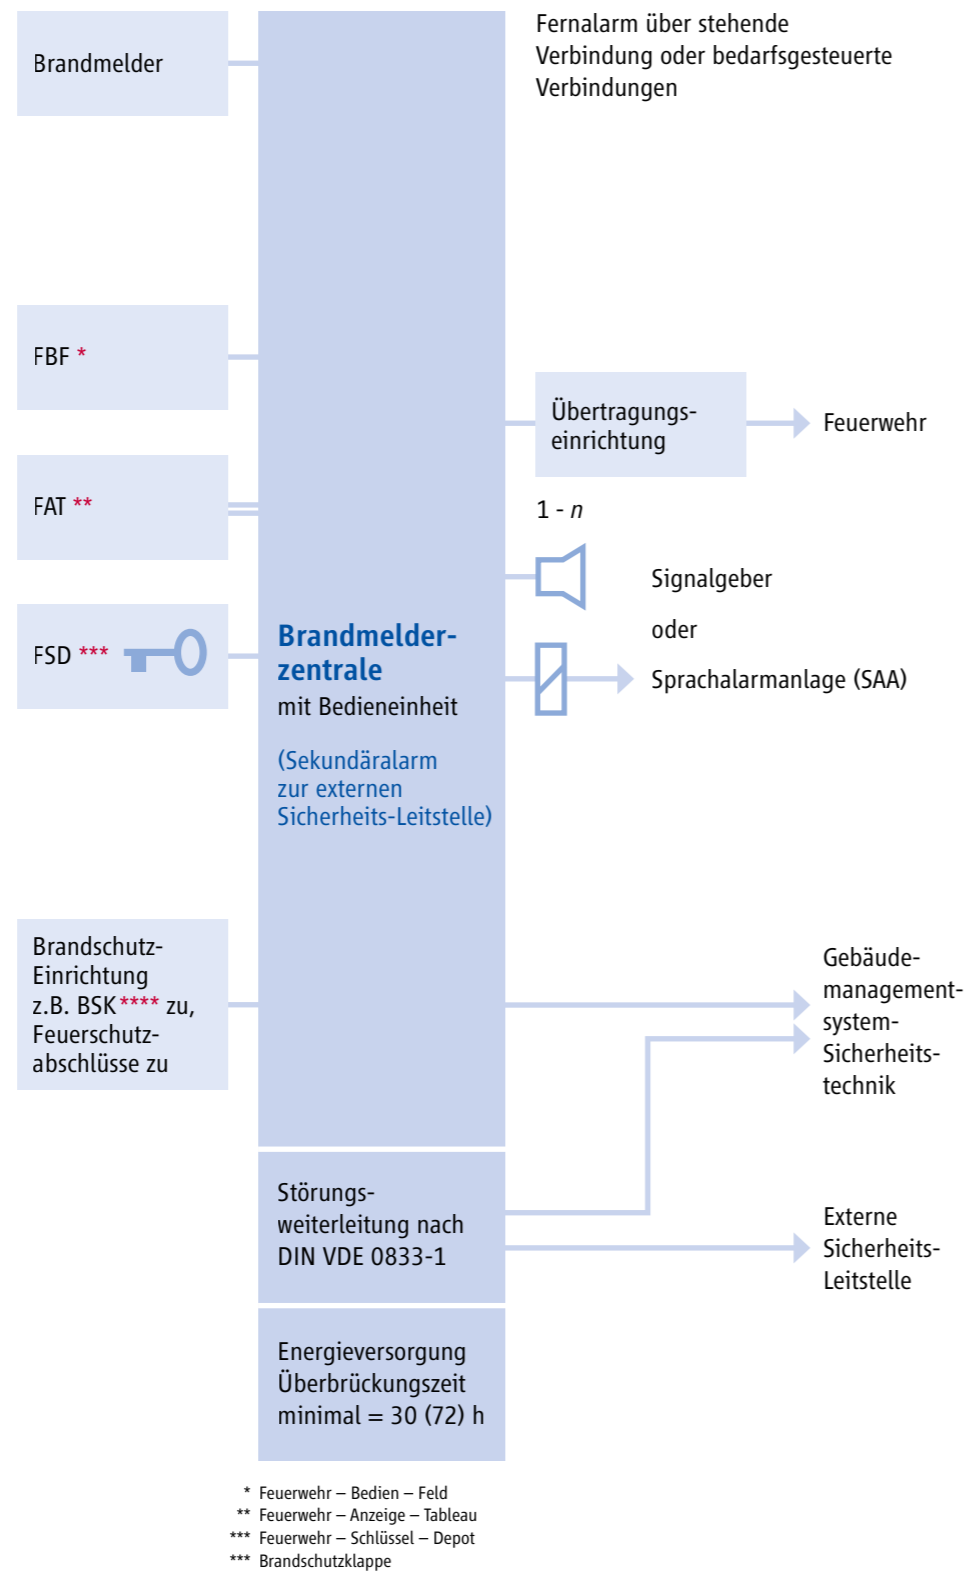 Brandmelder
Fernalarm über stehende
Verbindung oder bedarfsgesteuerte
Verbindungen
FBF *
FAT **
FSD ***
Übertragungs-
einrichtung
Feuerwehr
1 - n
Signalgeber
oder
Sprachalarmanlage (SAA)
Brandmelder-
zentrale
mit Bedieneinheit
(Sekundäralarm
zur externen
Sicherheits-Leitstelle)
Brandschutz-
Einrichtung
z.B. BSK**** zu,
Feuerschutz-
abschlüsse zu
Gebäude-
management-
system-
Sicherheits-
technik
Störungs-
weiterleitung nach
DIN VDE 0833-1
Externe
Sicherheits-
Leitstelle
Energieversorgung
Überbrückungszeit
minimal = 30 (72) h
* Feuerwehr – Bedien – Feld
** Feuerwehr – Anzeige – Tableau
*** Feuerwehr – Schlüssel – Depot
*** Brandschutzklappe